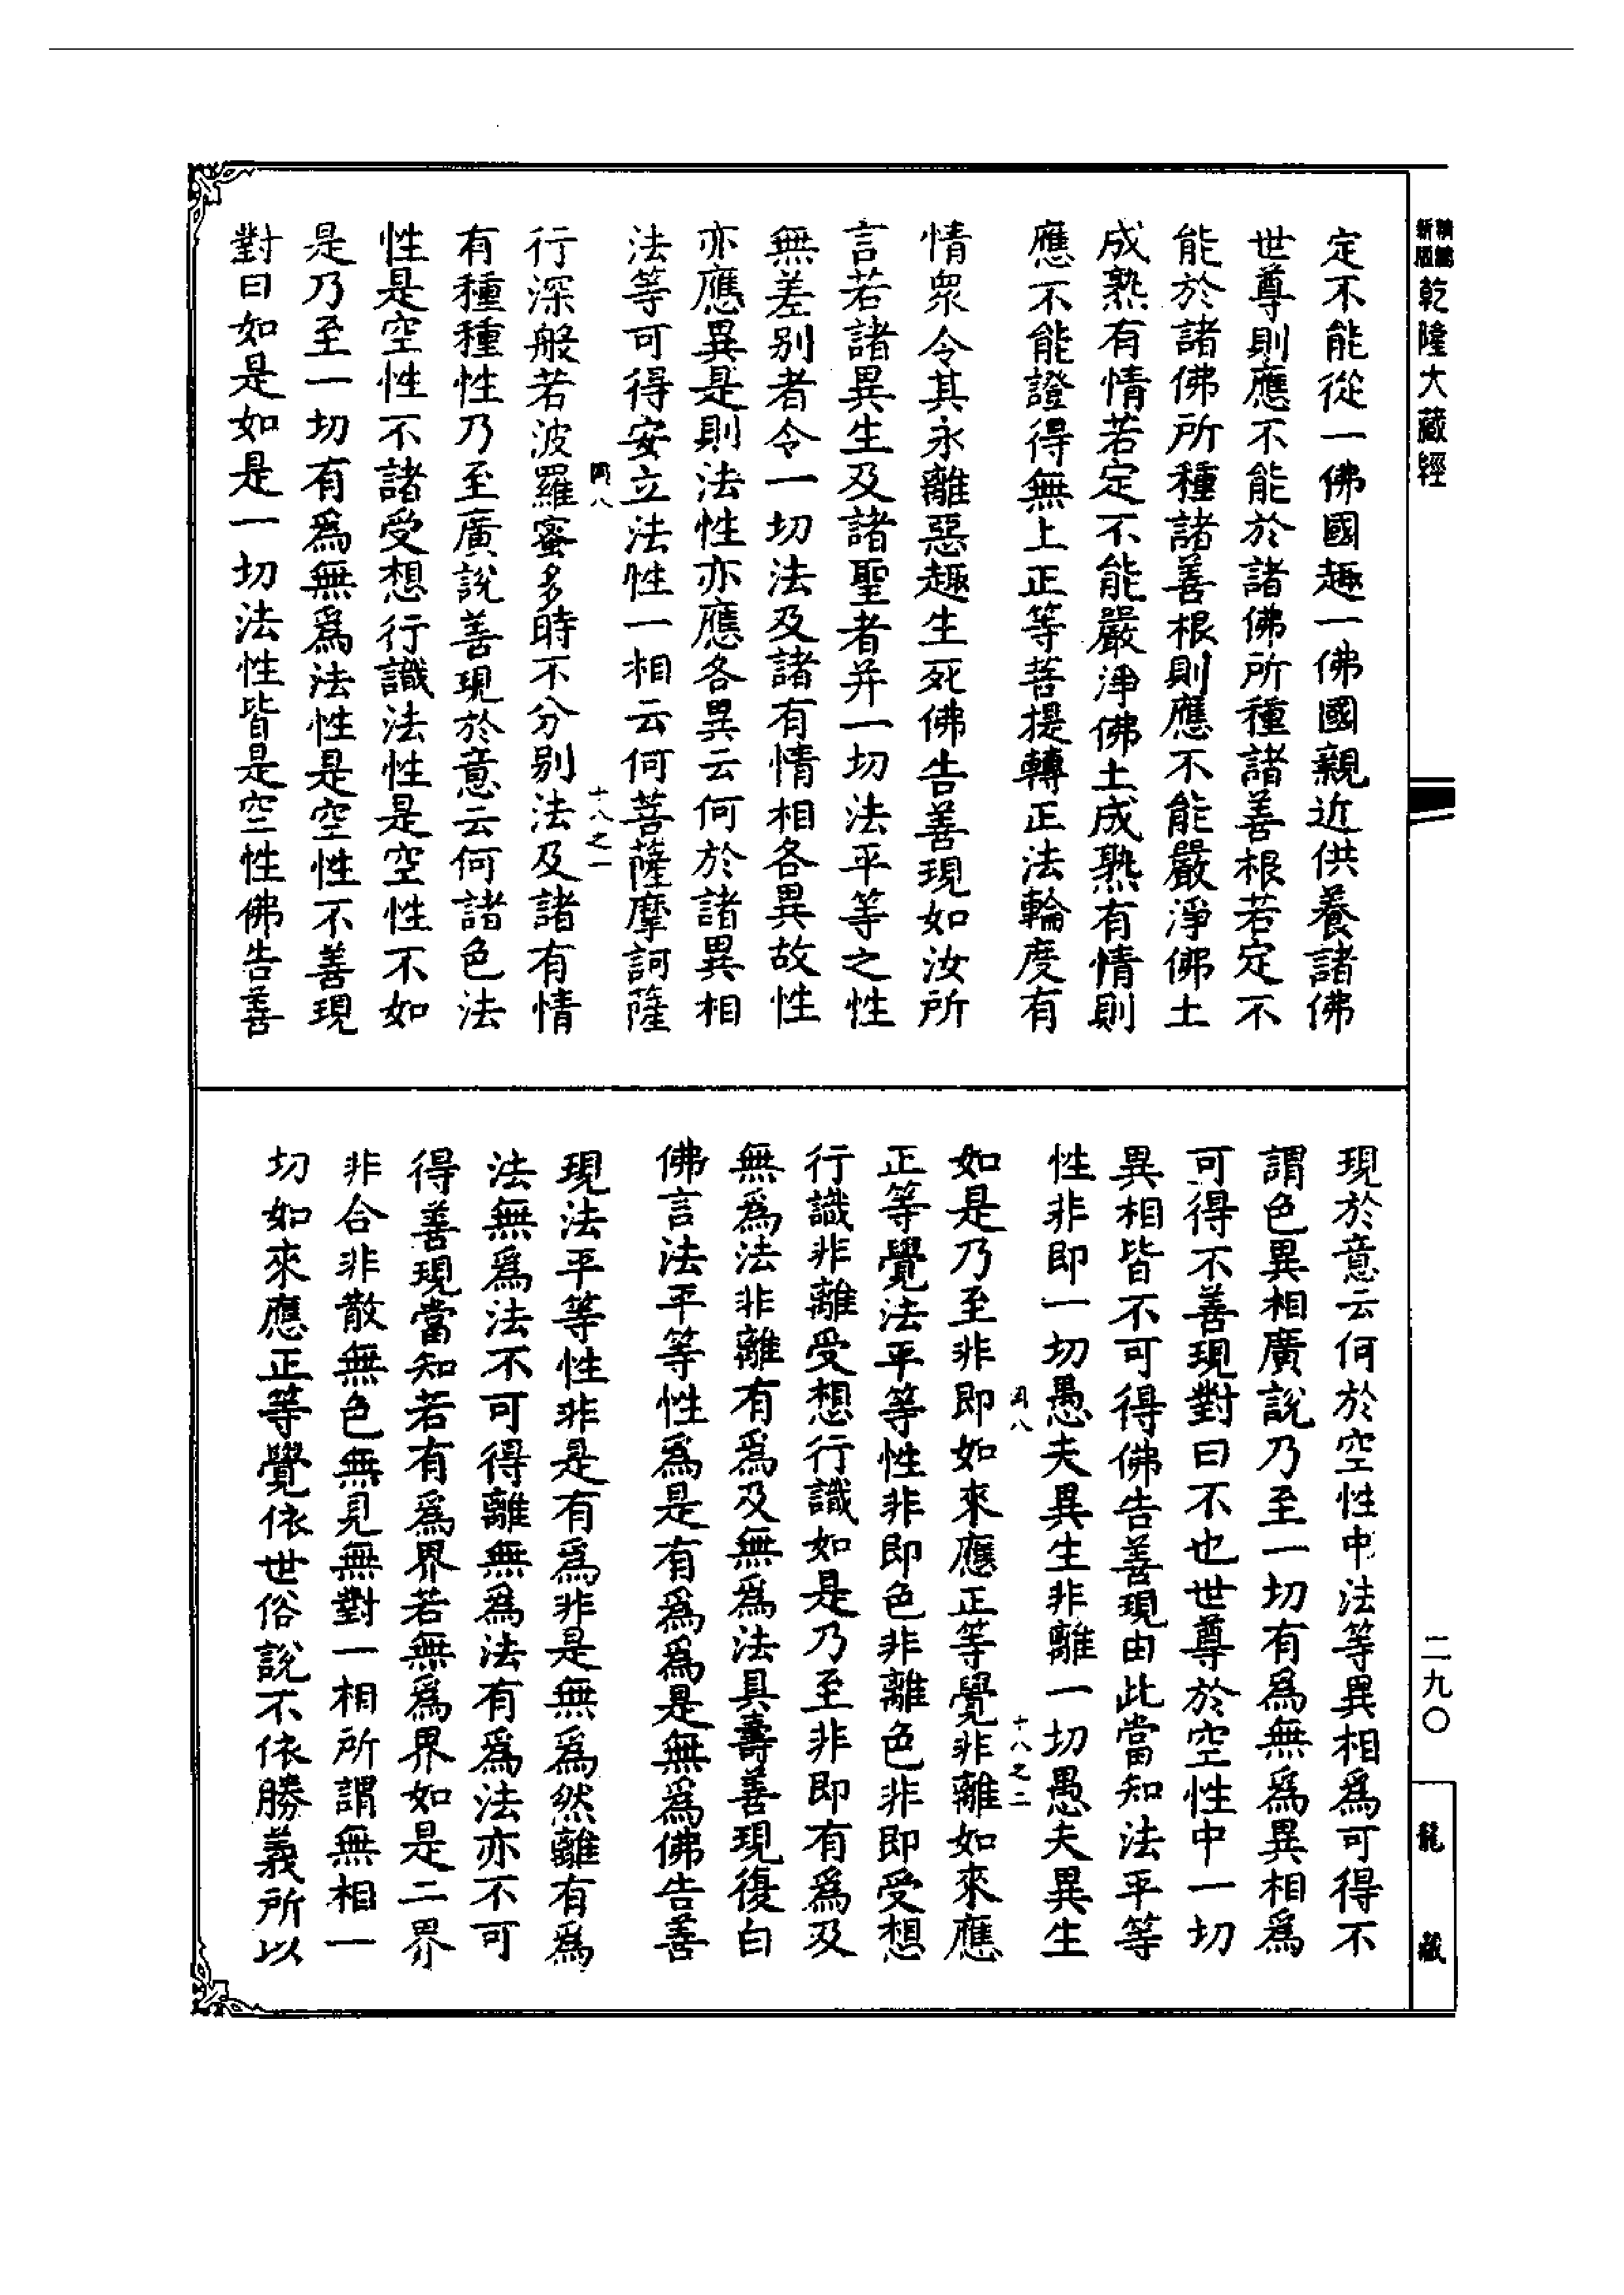 新版
精編
乾隆大藏經
定不能從一佛國趣一佛國親近供養諸佛
世尊則應不能於諸佛所種諸善根若定不
能於諸佛所種諸善根則應不能嚴淨佛土
成熟有情若定不能嚴淨佛土成熟有情則
應不能證得無上正等菩提轉正法輪度有
情眾令其永離惡趣生死佛告善現如汝所
言若諸異生及諸聖者并一切法平等之性
無差别者令一切法及諸有情相各異故性
亦應異是則法性亦應各異云何於諸異相
法等可得安立法性一相云何菩薩摩訶薩
十八之一
行深般若波羅蜜多時不分别法及諸有情
有種種性乃至廣說善現於意云何諸色法
性是空性不諸受想行識法性是空性不如
是乃至一切有爲無爲法性是空性不善現
對曰如是如是一切法性皆是空性佛告善
現於意云何於空性中法等異相爲可得不
謂色異相廣說乃至一切有爲無爲異相爲
可得不善現對曰不也世尊於空性中一切
異相皆不可得佛告善現由此當知法平等
性非即一切愚夫異生非離一切愚夫異生
十八之二
如是乃至非即如來應正等覺非離如來應
正等覺法平等性非即色非離色非即受想
行識非離受想行識如是乃至非即有爲及
無爲法非離有爲及無爲法具壽善現復白
佛言法平等性爲是有爲爲是無爲佛告善
現法平等性非是有爲非是無爲然離有爲
法無爲法不可得離無爲法有爲法亦不可
得善現當知若有爲界若無爲界如是二界
非合非散無色無見無對一相所謂無相一
切如來應正等覺依世俗說不依勝義所以
二九〇
龍藏